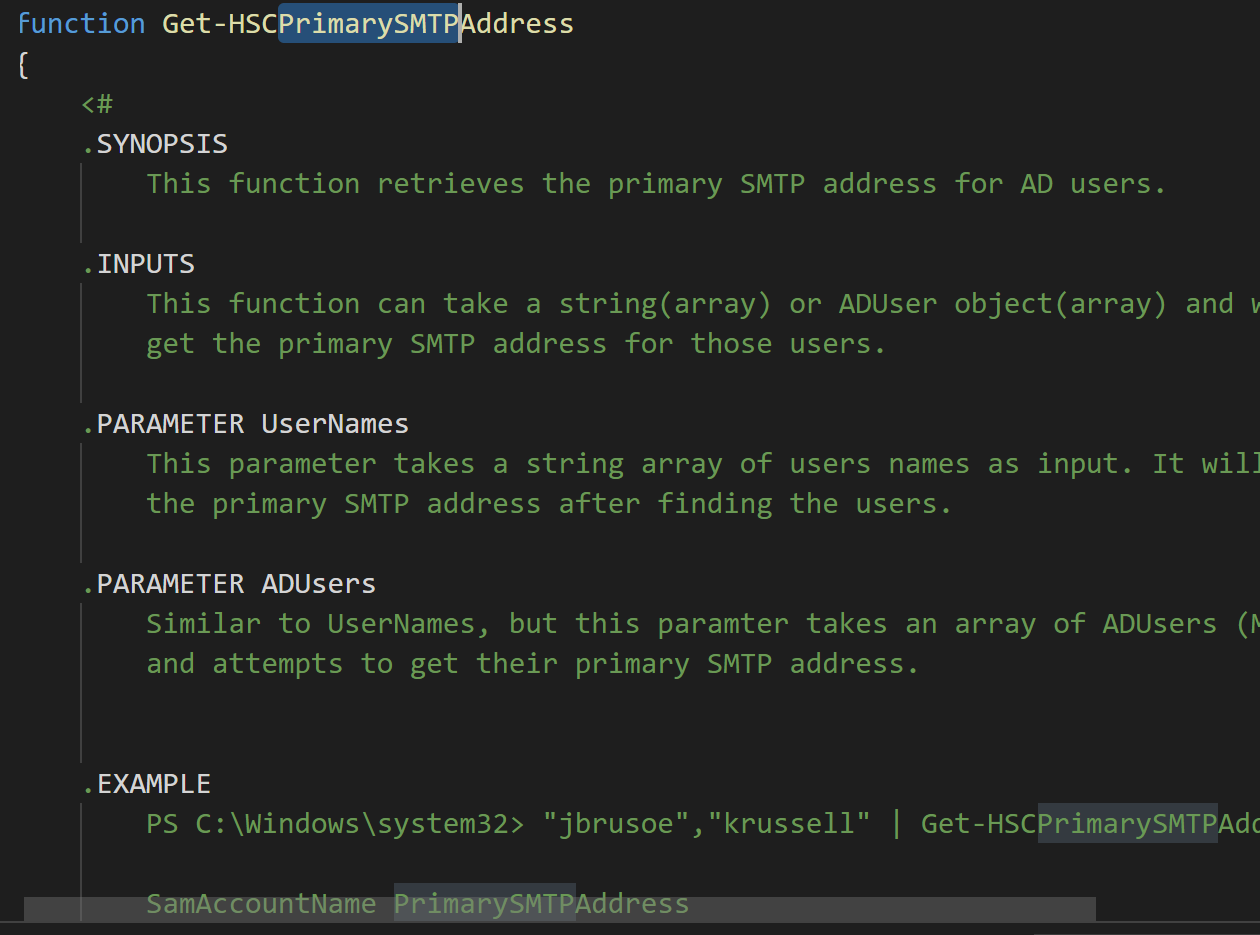 function Get-HSCPrimarySMTPAddress
{
<#
.SYNOPSIS
This function retrieves the primary SMTP address for AD users.
.INPUTS
This function can take a string(array) or ADUser object(array) and
get the primary SMTP address for those users.
.PARAMETER UserNames
This parameter takes a string array of users names as input. It will
the primary SMTP address after finding the users.
.PARAMETER ADUsers
Similar to UserNames, but this paramter takes an array of ADUsers (M
and attempts to get their primary SMTP address.
.EXAMPLE
PS C:\Windows\system32> "jbrusoe","krussell" | Get-HSCPrimarySMTPAdd
SamAccountName PrimarySMTPAddress